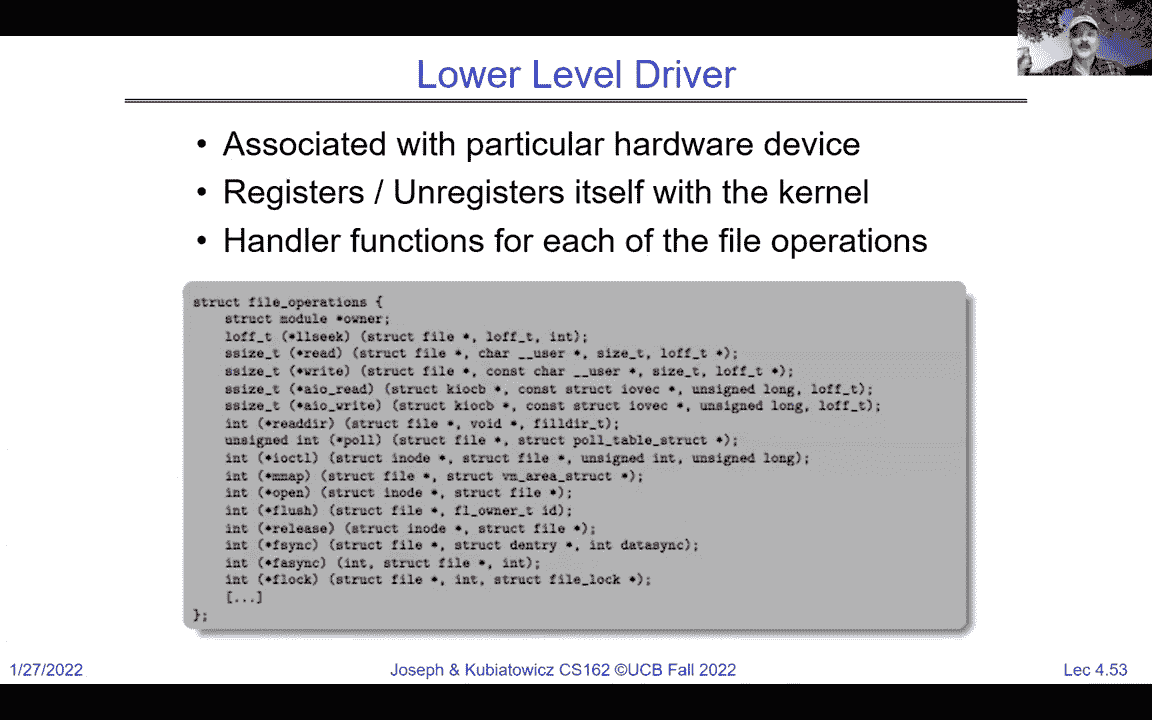 Lower Level Driver
• Associated with particular hardware device
• Registers / Unregisters itself with the kernel
• Handler functions for each of the file operations
struct file_operations {
struct module *owner;
loff_t (*llseek) (struct file *, loff_t, int);
ssize_t (*read) (struct file *, char __user *, size_t, loff_t *);
ssize_t (*write) (struct file *, const char __user *, size_t, loff_t *);
ssize_t (*aio_read) (struct kiocb *, const struct iovec *, unsigned long, loff_t);
ssize_t (*aio_write) (struct kiocb *, const struct iovec *, unsigned long, loff_t);
int (*readdir) (struct file *, void *, filldir_t);
unsigned int (*poll) (struct file *, struct poll_table_struct *);
int (*ioctl) (struct inode *, struct file *, unsigned int, unsigned long);
int (*mmap) (struct file *, struct vm_area_struct *);
int (*open) (struct inode *, struct file *);
int (*flush) (struct file *, fl_owner_t id);
int (*release) (struct inode *, struct file *);
int (*fsync) (struct file *, struct dentry *, int datasync);
int (*fasync) (int, struct file *, int);
int (*flock) (struct file *, int, struct file_lock *);
[...]
};
1/27/2022
Joseph & Kubiatowicz CS162 ©UCB Fall 2022
Lec 4.53